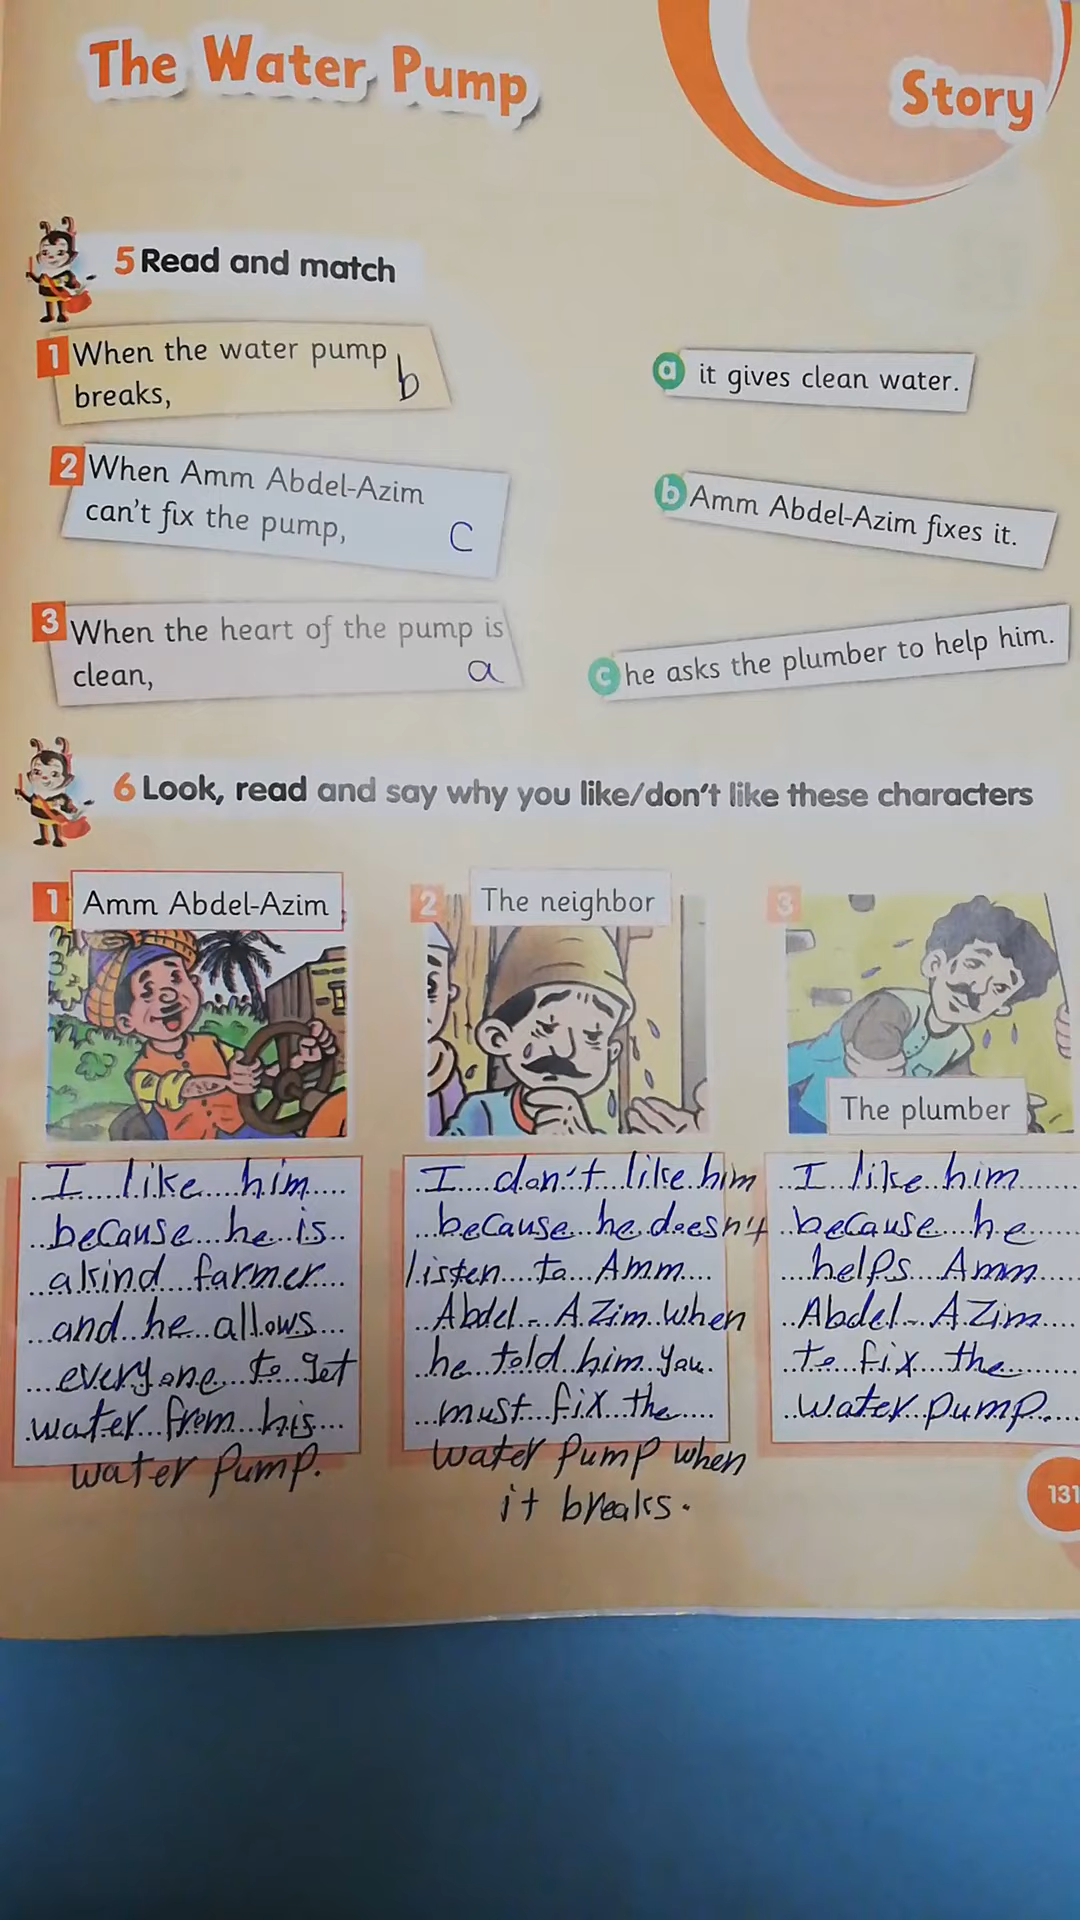 The Water Pump
Story
5 Read and match
1 When the water pump
breaks, b
a it gives clean water.
2 When Amm Abdel-Azim
can't fix the pump, C
b Amm Abdel-Azim fixes it.
3 When the heart of the pump is
clean, a
c he asks the plumber to help him.
6 Look, read and say why you like/don't like these characters
1 Amm Abdel-Azim
I like him
because he is
a kind farmer
and he allows
everyone to get
water from his
water Pump.
2 The neighbor
I don't like him
because he doesn't
listen to Amm
Abdel-Azim when
he told him you
must fix the
water Pump when
it breaks.
3
The plumber
I like him
because he
helps Amm
Abdel-Azim
to fix the
water pump.
131